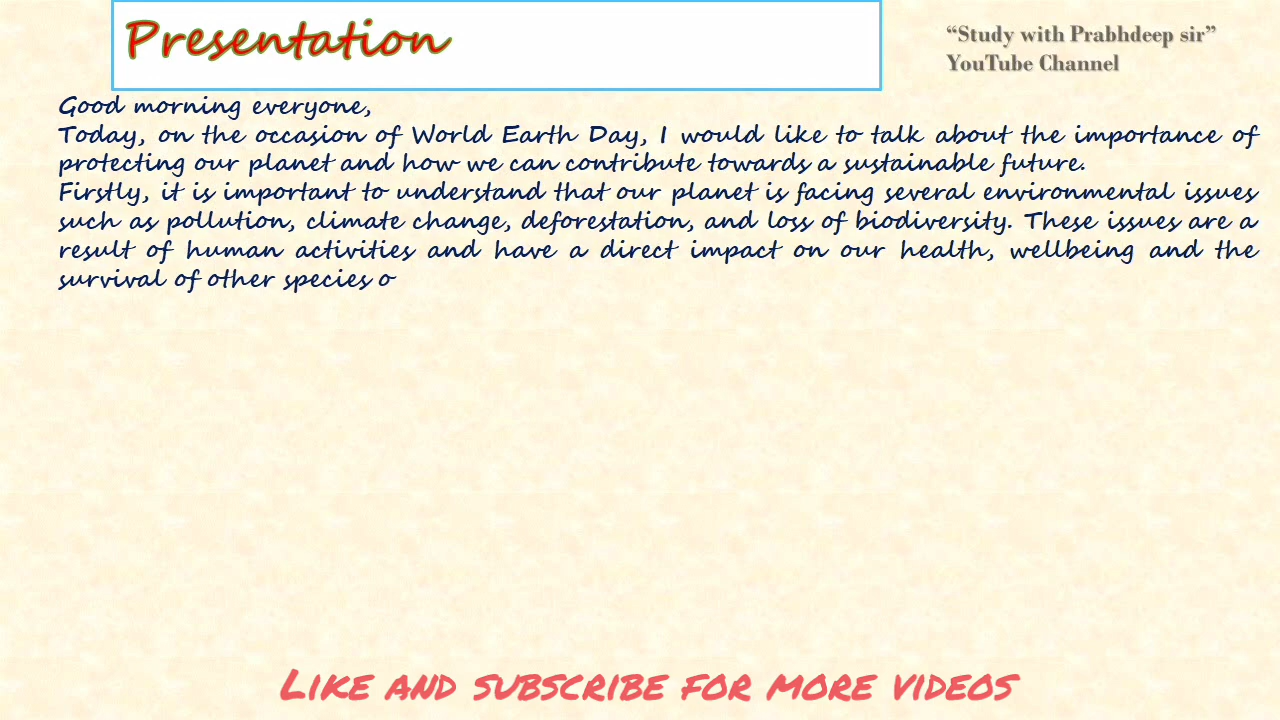 Presentation
“Study with Prabhdeep sir”
YouTube Channel
Good morning everyone,
Today, on the occasion of World Earth Day, I would like to talk about the importance of
protecting our planet and how we can contribute towards a sustainable future.
Firstly, it is important to understand that our planet is facing several environmental issues
such as pollution, climate change, deforestation, and loss of biodiversity. These issues are a
result of human activities and have a direct impact on our health, wellbeing and the
survival of other species o
Like and subscribe for more videos